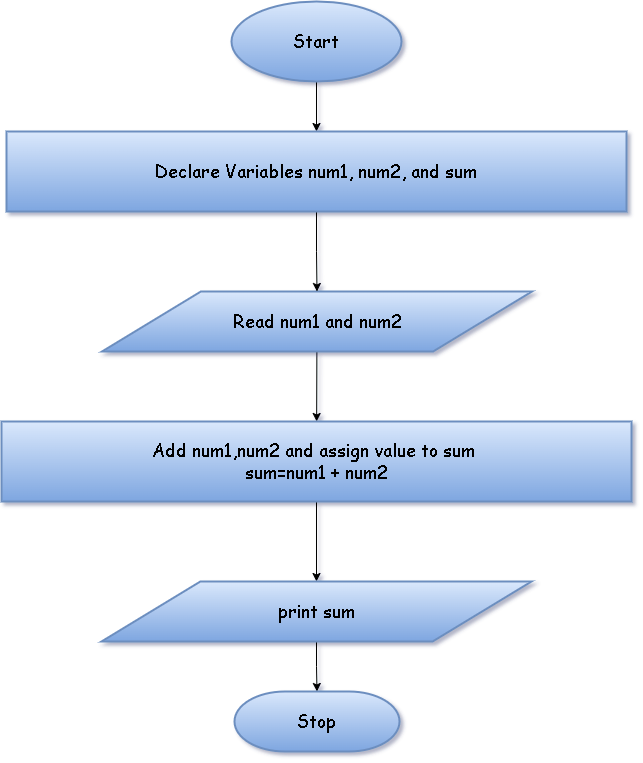 Start
Declare Variables num1, num2, and sum
Read num1 and num2
Add num1,num2 and assign value to sum
sum=num1 + num2
print sum
Stop